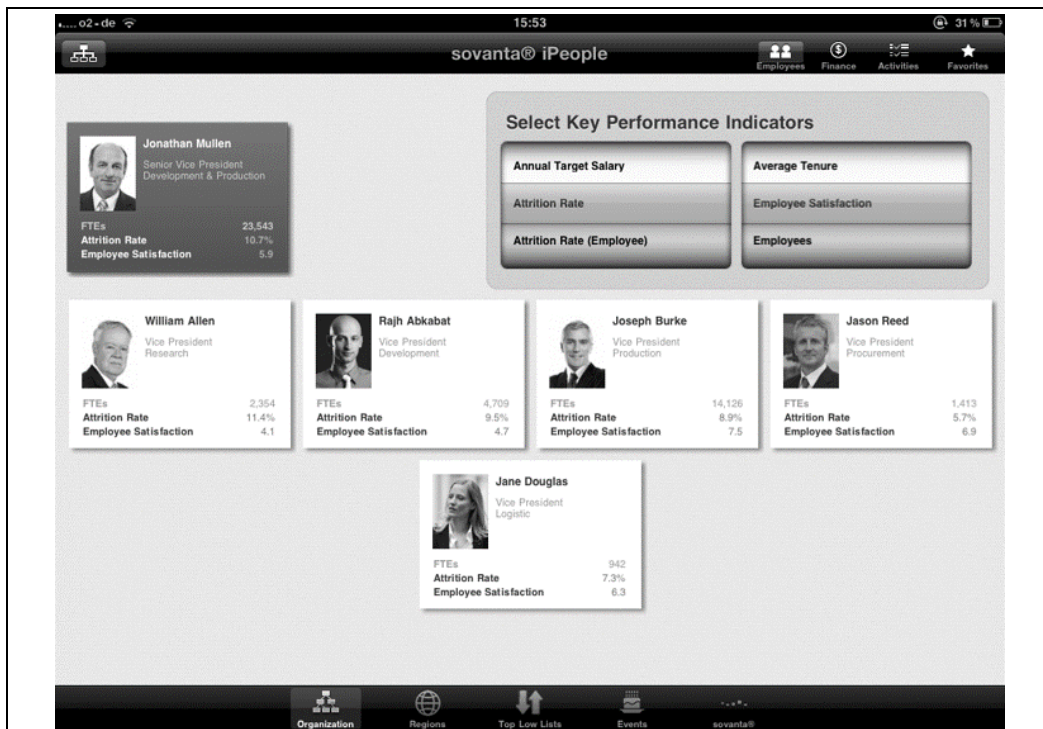 o2-de
15:53
31 %
sovanta® iPeople
Employees
Finance
Activities
Favorites
Jonathan Mullen
Senior Vice President
Development & Production
FTEs 23,543
Attrition Rate 10.7%
Employee Satisfaction 5.9
Select Key Performance Indicators
Annual Target Salary
Attrition Rate
Attrition Rate (Employee)
Average Tenure
Employee Satisfaction
Employees
William Allen
Vice President
Research
FTEs 2,354
Attrition Rate 11.4%
Employee Satisfaction 4.1
Rajh Abkabat
Vice President
Development
FTEs 4,709
Attrition Rate 9.5%
Employee Satisfaction 4.7
Joseph Burke
Vice President
Production
FTEs 14,126
Attrition Rate 8.9%
Employee Satisfaction 7.5
Jason Reed
Vice President
Procurement
FTEs 1,413
Attrition Rate 5.7%
Employee Satisfaction 6.9
Jane Douglas
Vice President
Logistic
FTEs 942
Attrition Rate 7.3%
Employee Satisfaction 6.3
Organization
Regions
Top Low Lists
Events
sovanta®